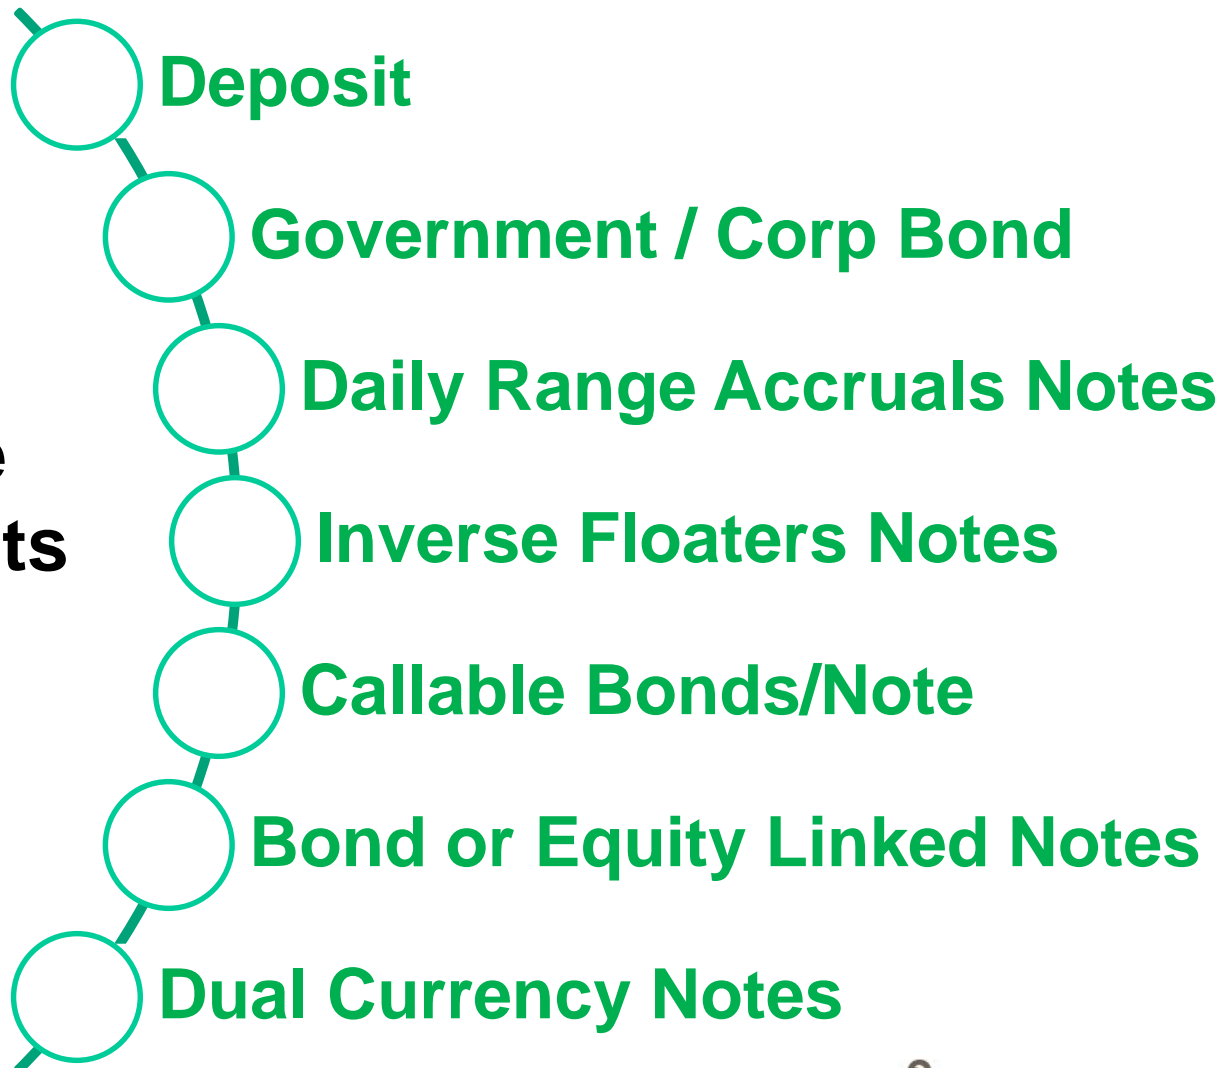 Deposit
Government / Corp Bond
Daily Range Accruals Notes
Inverse Floaters Notes
Callable Bonds/Note
Bond or Equity Linked Notes
Dual Currency Notes